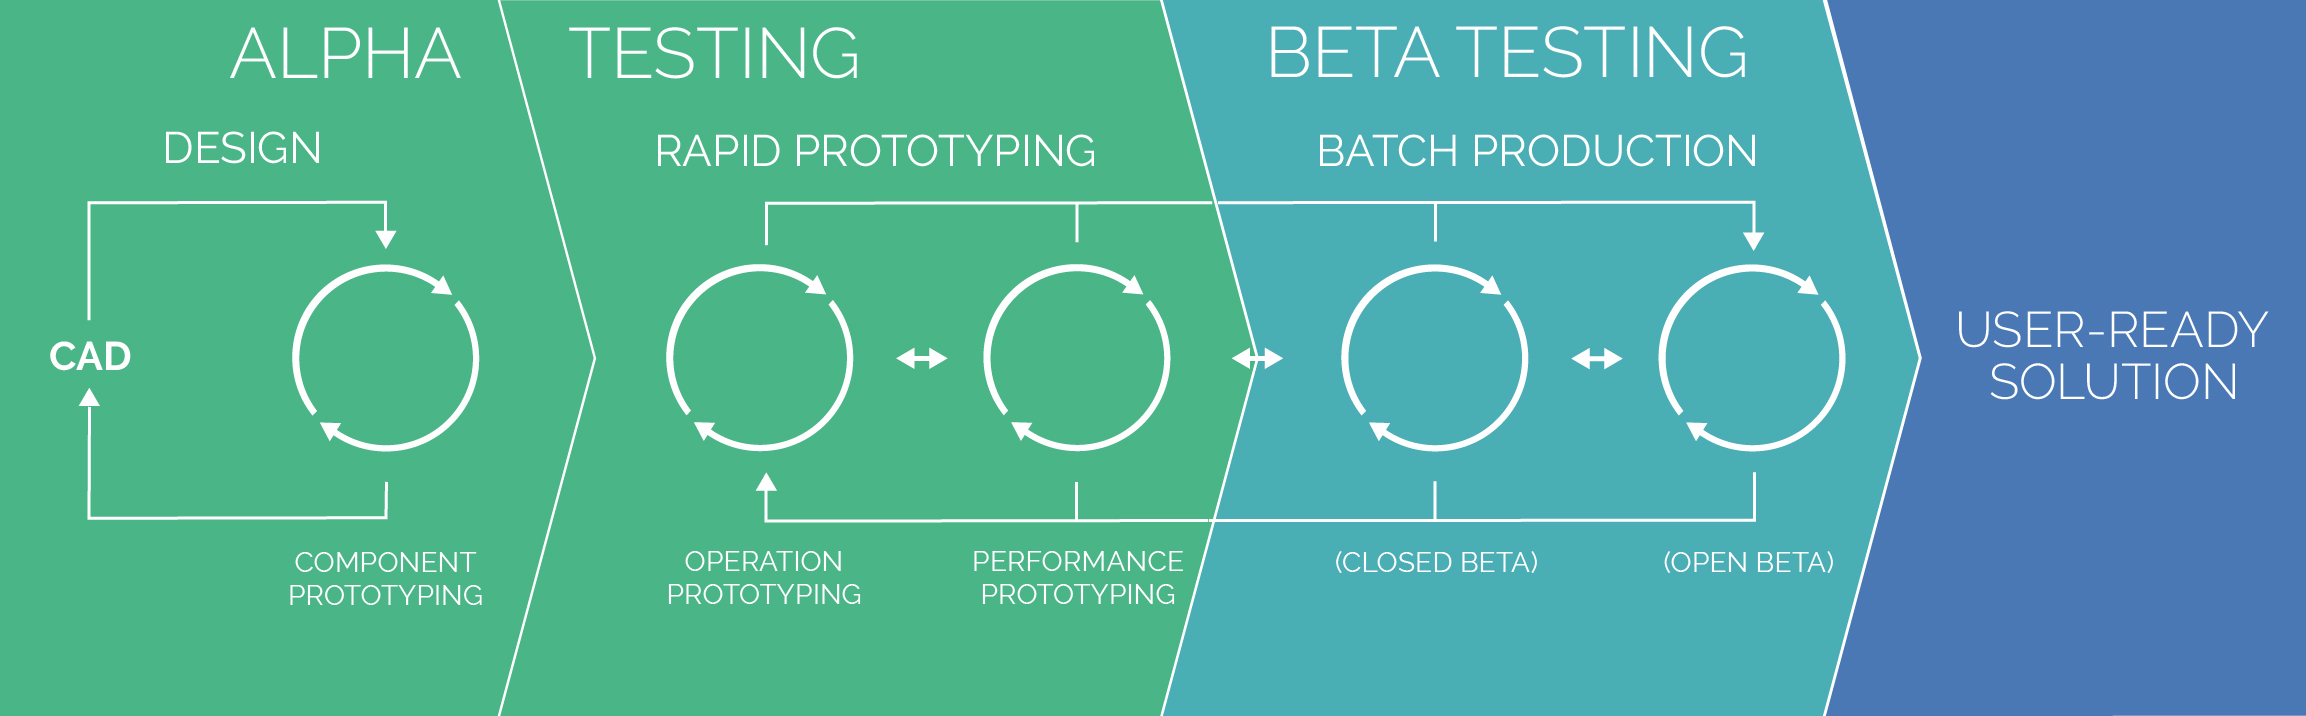 ALPHA TESTING
BETA TESTING
DESIGN
RAPID PROTOTYPING
BATCH PRODUCTION
CAD
USER-READY
SOLUTION
COMPONENT
PROTOTYPING
OPERATION
PROTOTYPING
PERFORMANCE
PROTOTYPING
(CLOSED BETA)
(OPEN BETA)